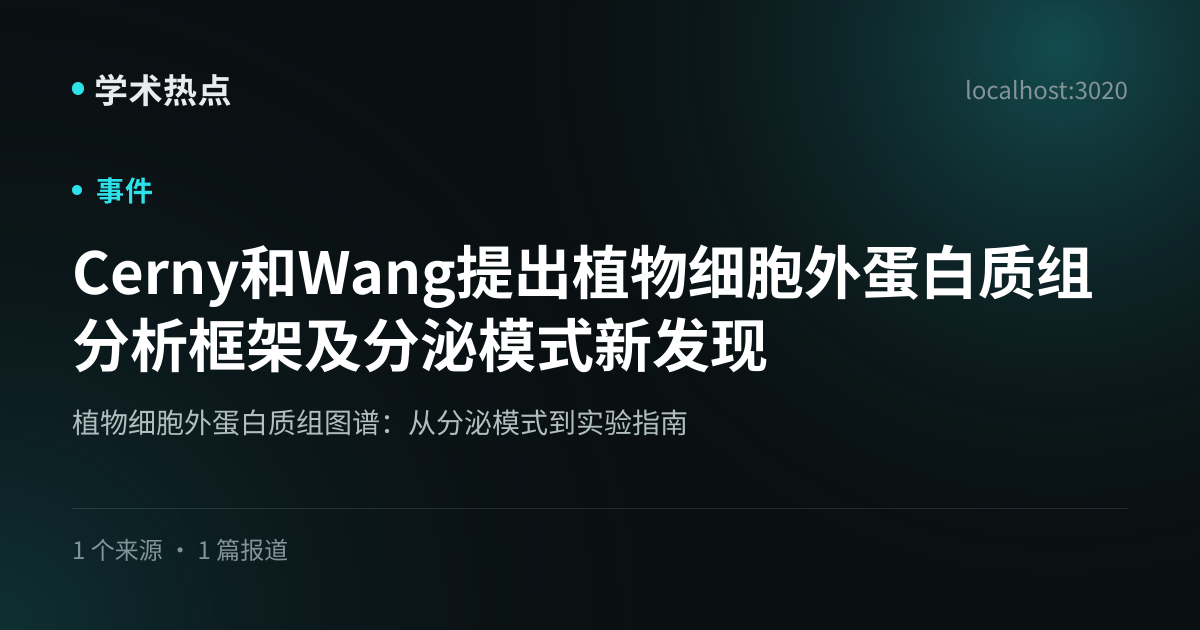 学术热点
localhost:3020
事件
Cerny和Wang提出植物细胞外蛋白质组
分析框架及分泌模式新发现
植物细胞外蛋白质组图谱：从分泌模式到实验指南
1 个来源 · 1 篇报道